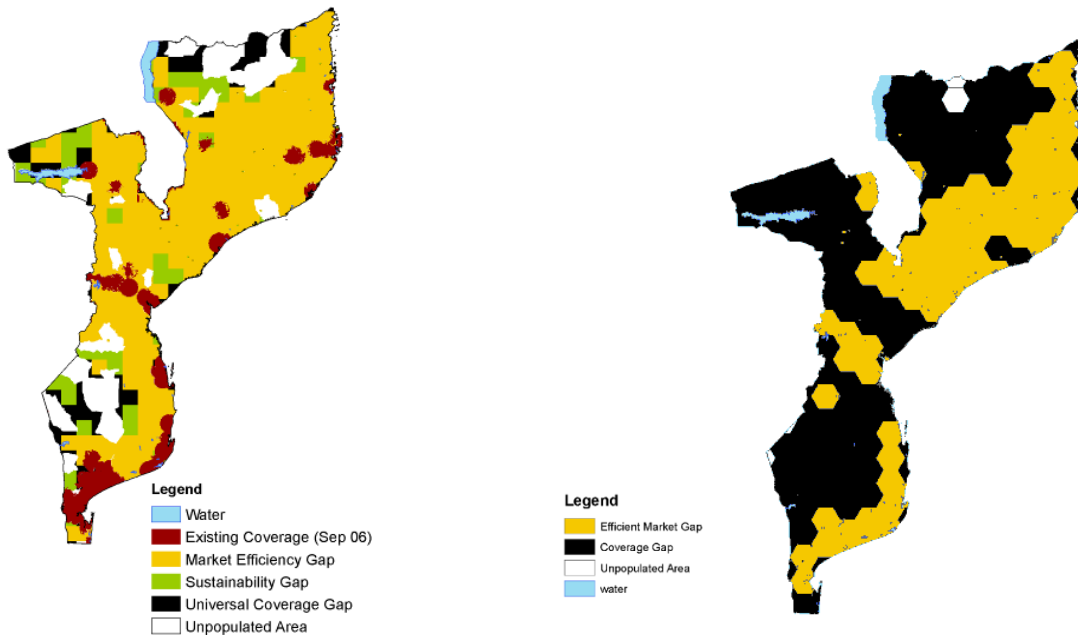 Legend
Water
Existing Coverage (Sep 06)
Market Efficiency Gap
Sustainability Gap
Universal Coverage Gap
Unpopulated Area
Legend
Efficient Market Gap
Coverage Gap
Unpopulated Area
water